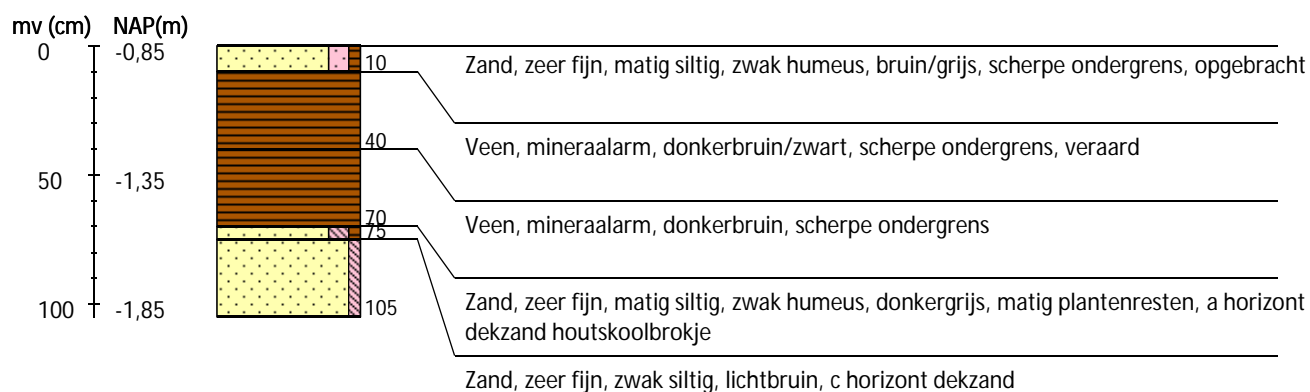 mv (cm) NAP(m)
0 -0,85
10
Zand, zeer fijn, matig siltig, zwak humeus, bruin/grijs, scherpe ondergrens, opgebracht
40
Veen, mineraalarm, donkerbruin/zwart, scherpe ondergrens, veraard
50 -1,35
70
Veen, mineraalarm, donkerbruin, scherpe ondergrens
75
100 -1,85
105
Zand, zeer fijn, matig siltig, zwak humeus, donkergrijs, matig plantenresten, a horizont
dekzand houtskoolbrokje
Zand, zeer fijn, zwak siltig, lichtbruin, c horizont dekzand